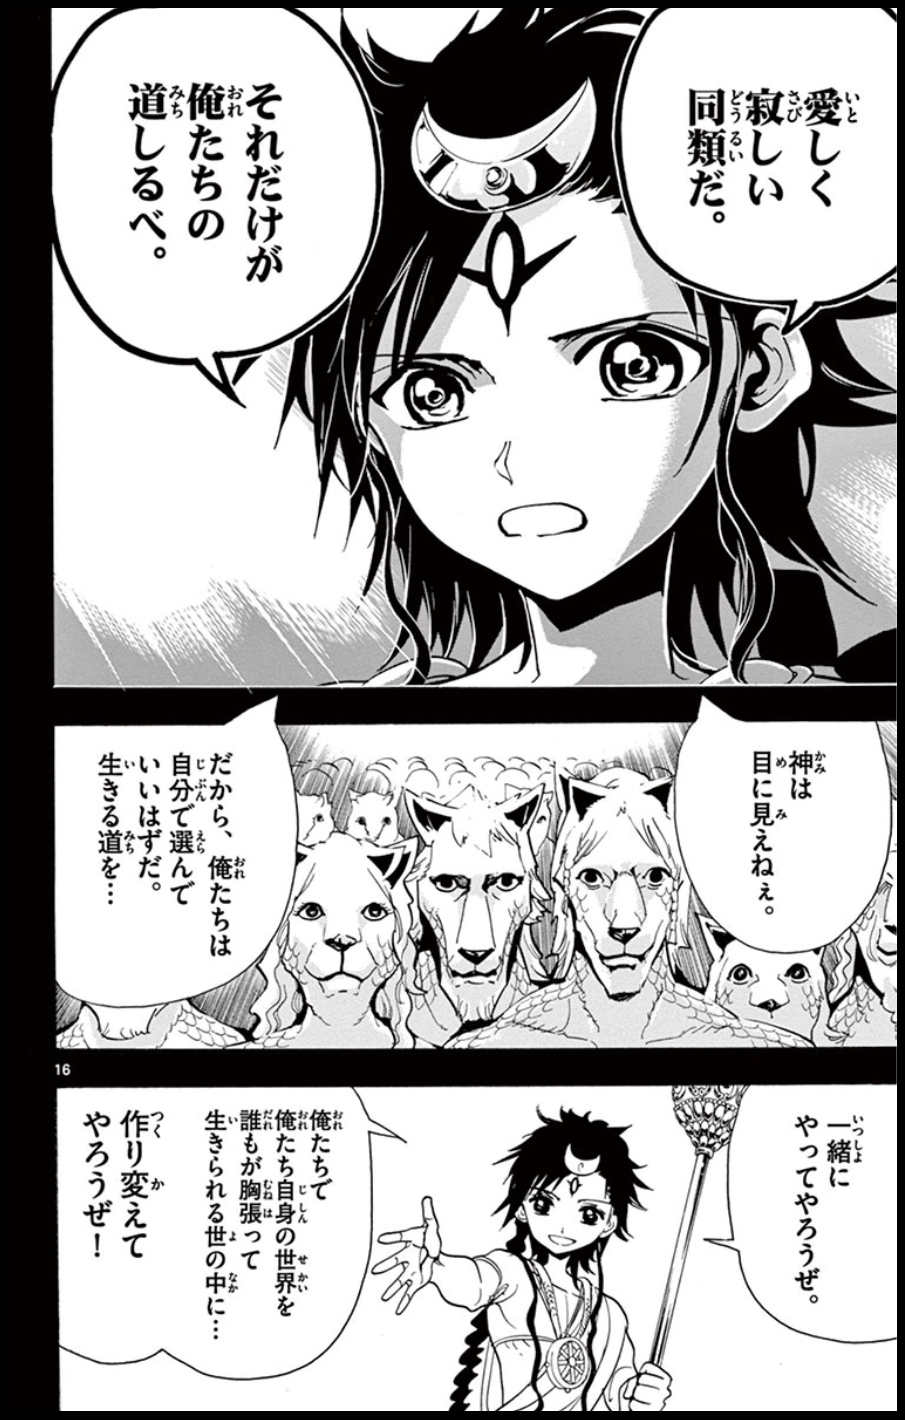 愛しく
寂しい
同類だ。
それだけが
俺たちの
道しるべ。
神は
目に見えねぇ。
だから、俺たちは
自分で選んで
いいはずだ。
生きる道を…
16
一緒に
やってやろうぜ。
俺たちで
俺たち自身の世界を
誰もが胸張って
生きられる世の中に…
作り変えて
やろうぜ！